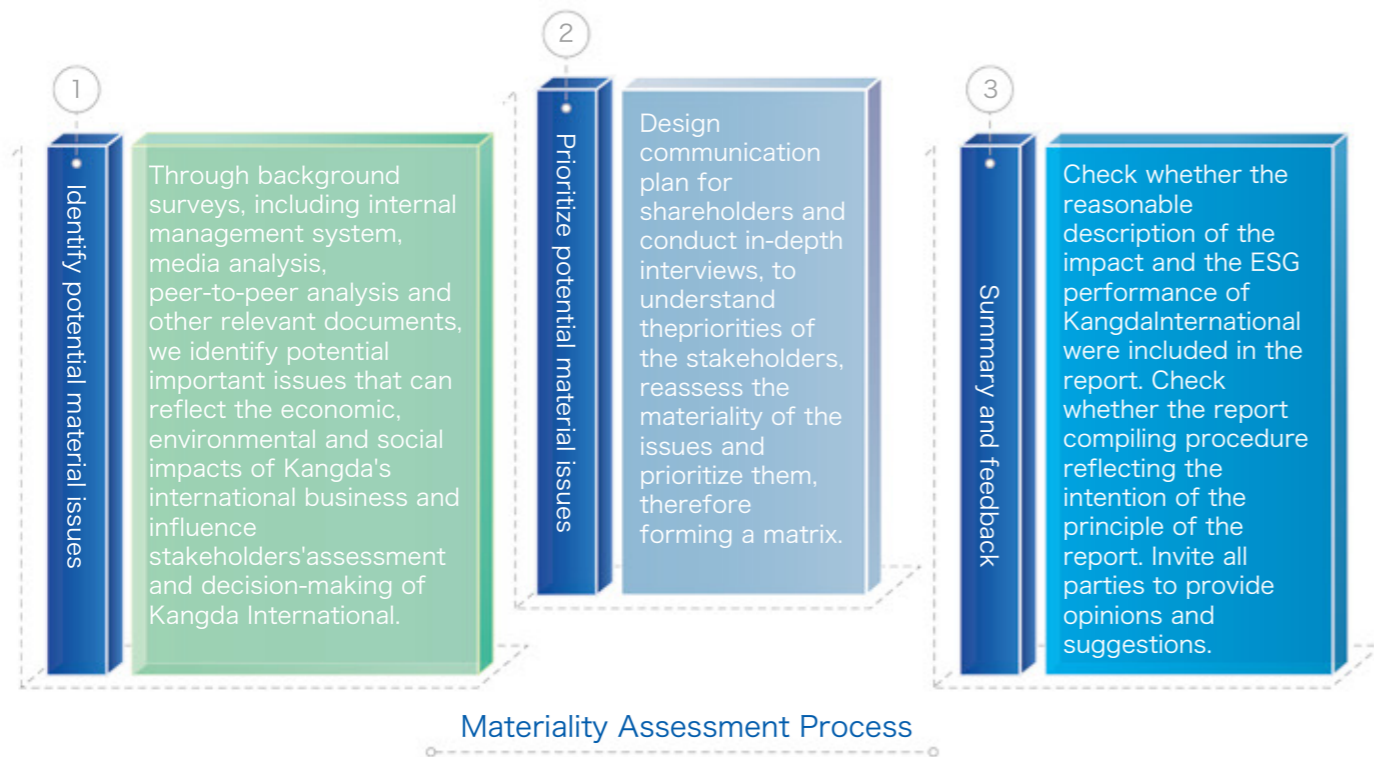 1
Identify potential material issues
Through background
surveys, including internal
management system,
media analysis,
peer-to-peer analysis and
other relevant documents,
we identify potential
important issues that can
reflect the economic,
environmental and social
impacts of Kangda's
international business and
influence
stakeholders'assessment
and decision-making of
Kangda International.
2
Prioritize potential material issues
Design
communication
plan for
shareholders and
conduct in-depth
interviews, to
understand
thepriorities of
the stakeholders,
reassess the
materiality of the
issues and
prioritize them,
therefore
forming a matrix.
3
Summary and feedback
Check whether the
reasonable
description of the
impact and the ESG
performance of
KangdaInternational
were included in the
report. Check
whether the report
compiling procedure
reflecting the
intention of the
principle of the
report. Invite all
parties to provide
opinions and
suggestions.
Materiality Assessment Process